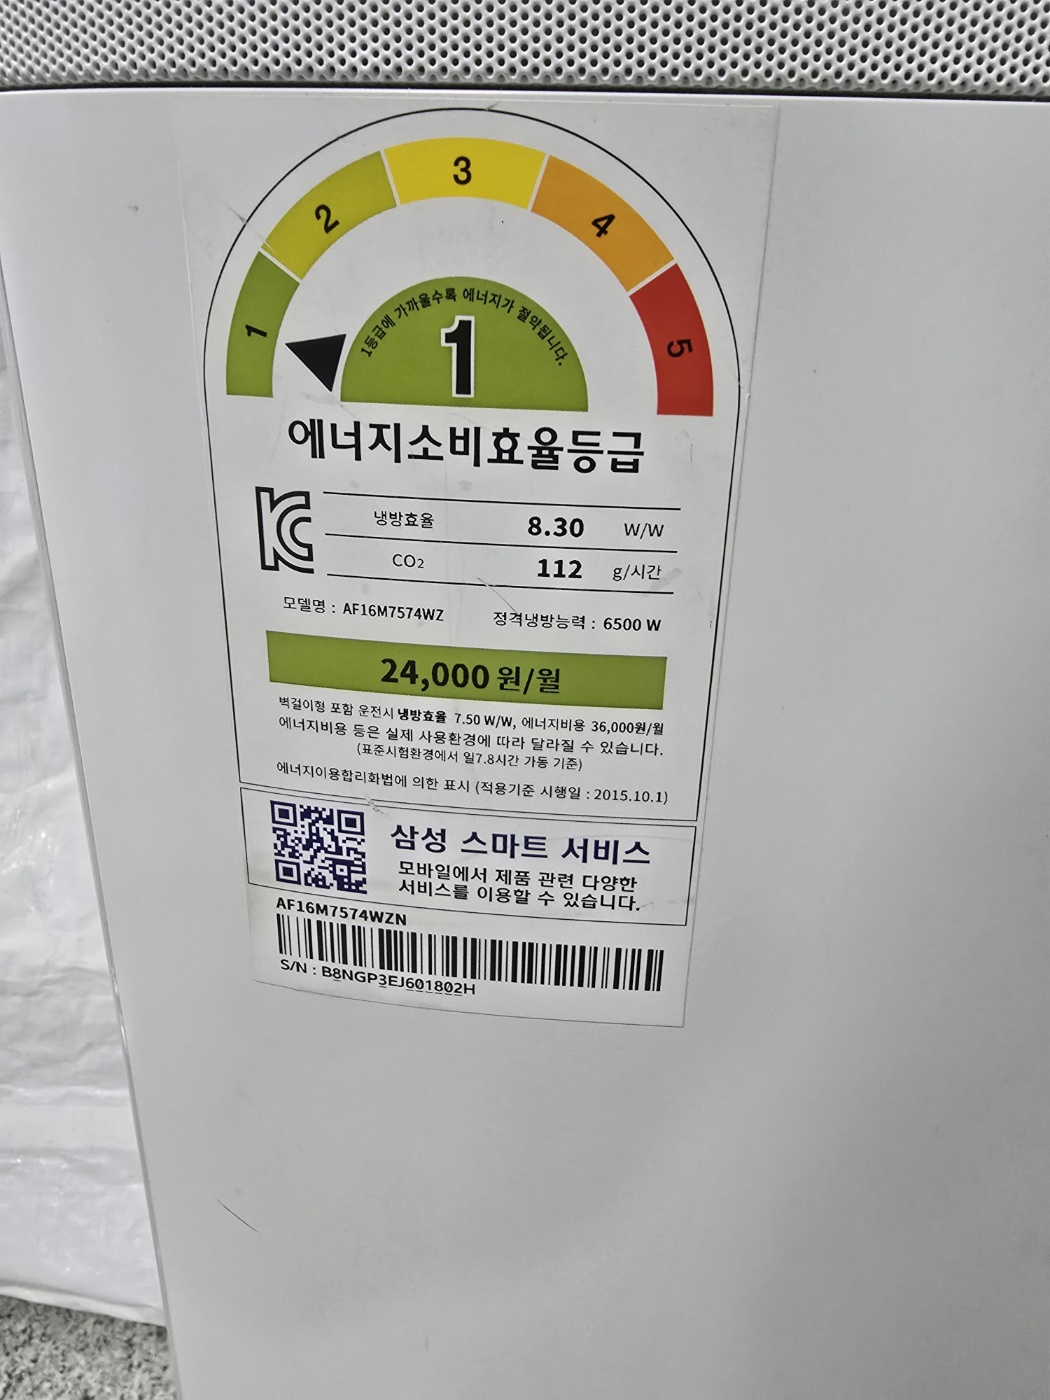 1
2
3
4
5
1등급에 가까울수록 에너지가 절약됩니다.
1
에너지소비효율등급
냉방효율 8.30 W/W
CO₂ 112 g/시간
모델명 : AF16M7574WZ 정격냉방능력 : 6500 W
24,000 원/월
벽걸이형 포함 운전시 냉방효율 7.50 W/W, 에너지비용 36,000원/월
에너지비용 등은 실제 사용환경에 따라 달라질 수 있습니다.
(표준시험환경에서 일7.8시간 가동 기준)
에너지이용합리화법에 의한 표시 (적용기준 시행일 : 2015.10.1)
삼성 스마트 서비스
모바일에서 제품 관련 다양한
서비스를 이용할 수 있습니다.
AF16M7574WZN
S/N : B8NGP3EJ601802H